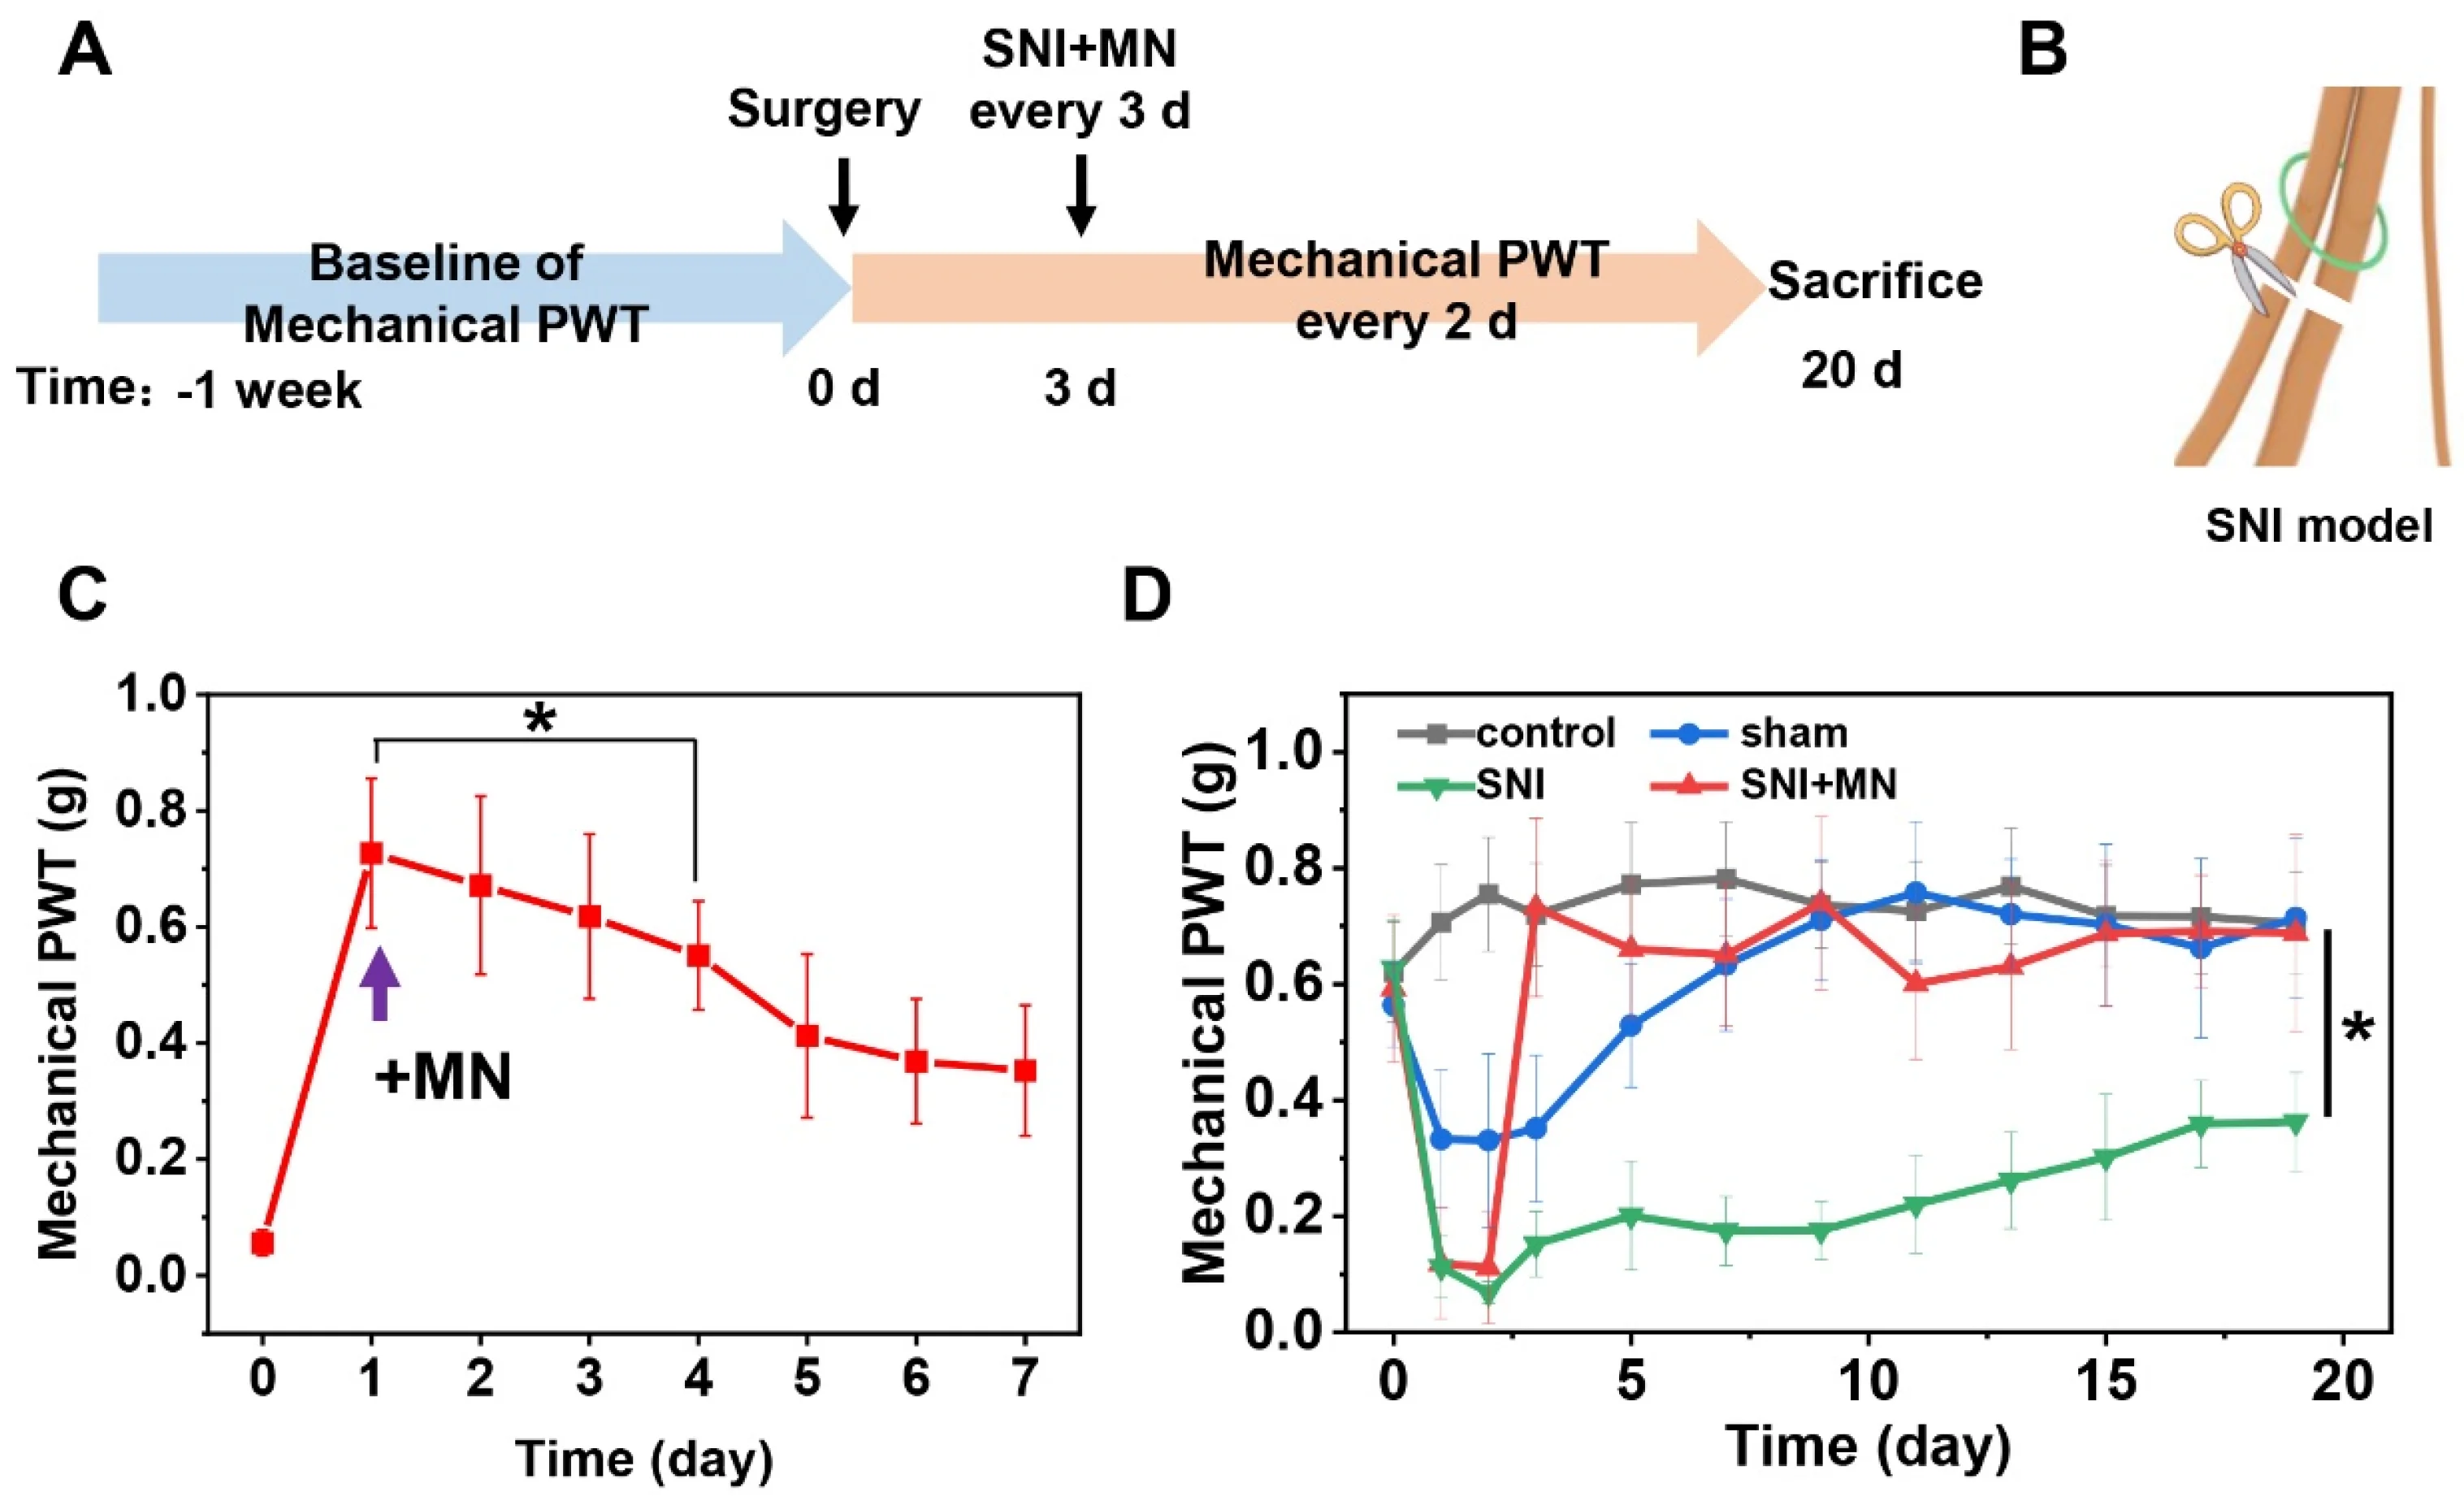 A
SNI+MN
every 3 d
Surgery
Baseline of
Mechanical PWT
Mechanical PWT
every 2 d
Sacrifice
Time: -1 week
0 d
3 d
20 d
B
SNI model
C
Mechanical PWT (g)
1.0
0.8
0.6
0.4
0.2
0.0
*
+MN
0 1 2 3 4 5 6 7
Time (day)
D
Mechanical PWT (g)
1.0
0.8
0.6
0.4
0.2
0.0
control
sham
SNI
SNI+MN
*
0 5 10 15 20
Time (day)